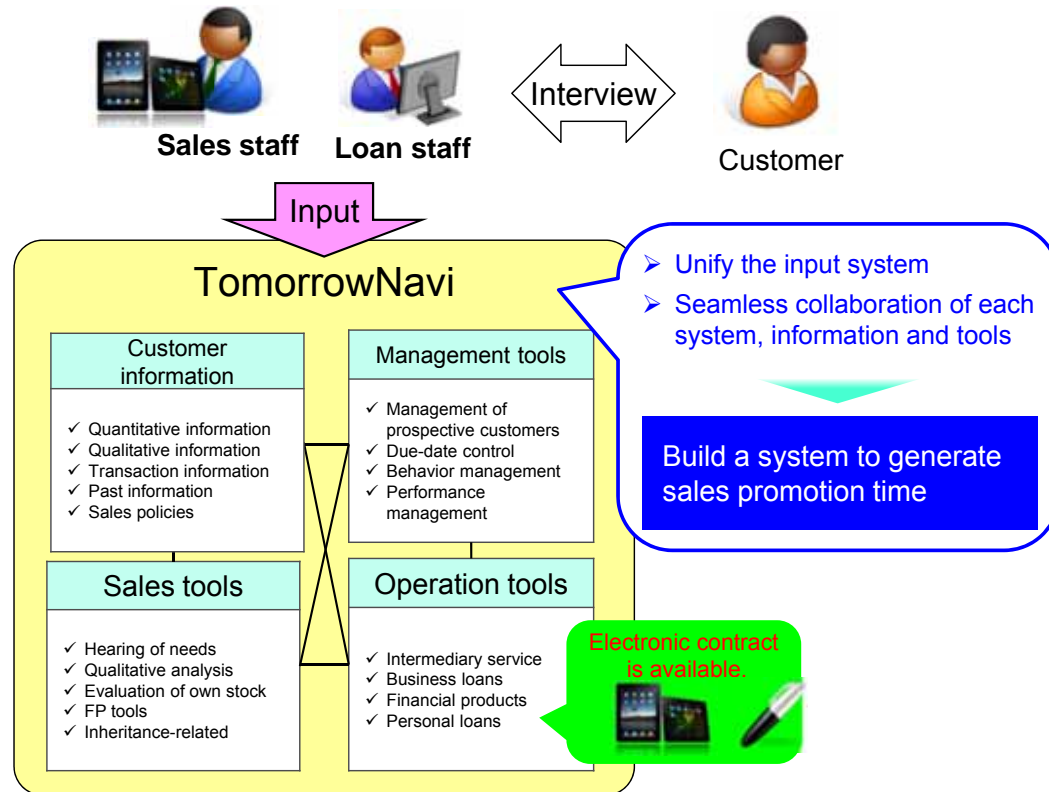 Sales staff
Loan staff
Interview
Customer
Input
TomorrowNavi
Customer
information
✓ Quantitative information
✓ Qualitative information
✓ Transaction information
✓ Past information
✓ Sales policies
Management tools
✓ Management of
prospective customers
✓ Due-date control
✓ Behavior management
✓ Performance
management
Sales tools
✓ Hearing of needs
✓ Qualitative analysis
✓ Evaluation of own stock
✓ FP tools
✓ Inheritance-related
Operation tools
✓ Intermediary service
✓ Business loans
✓ Financial products
✓ Personal loans
Electronic contract
is available.
➢ Unify the input system
➢ Seamless collaboration of each
system, information and tools
Build a system to generate
sales promotion time